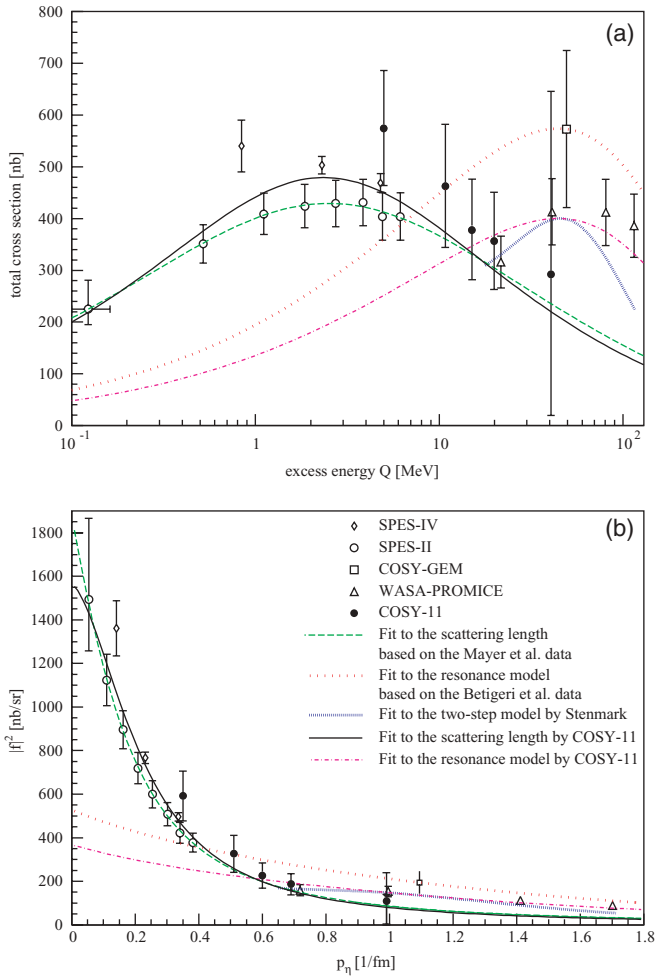 (a)
800
700
600
500
400
300
200
100
0
total cross section [nb]
10⁻¹ 1 10 10²
excess energy Q [MeV]
(b)
1800
1600
1400
1200
1000
800
600
400
200
0
|f|² [nb/sr]
SPES-IV
SPES-II
COSY-GEM
WASA-PROMICE
COSY-11
Fit to the scattering length
based on the Mayer et al. data
Fit to the resonance model
based on the Betigeri et al. data
Fit to the two-step model by Stenmark
Fit to the scattering length by COSY-11
Fit to the resonance model by COSY-11
0 0.2 0.4 0.6 0.8 1 1.2 1.4 1.6 1.8
pη [1/fm]